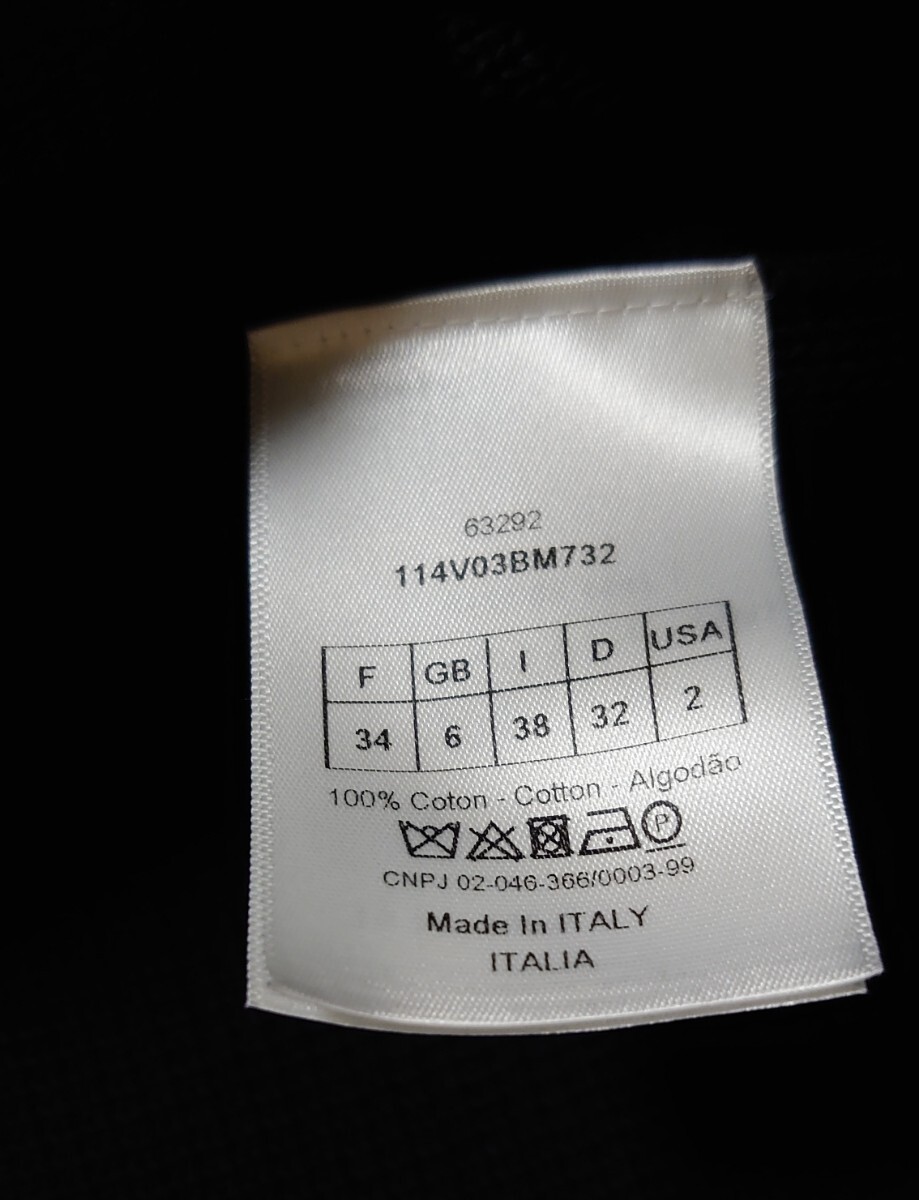 63292
114V03BM732
F GB I D USA
34 6 38 32 2
100% Coton - Cotton - Algodão
P
CNPJ 02-046-366/0003-99
Made In ITALY
ITALIA